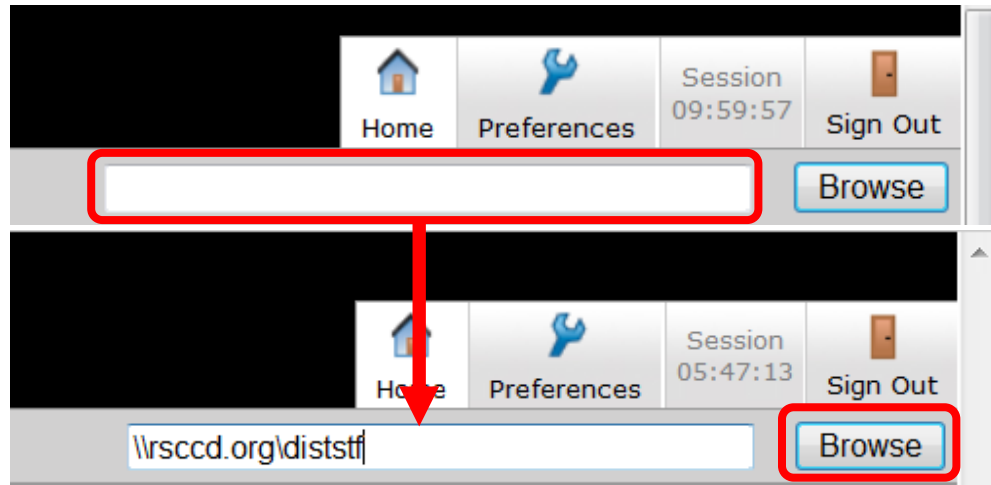 Session
09:59:57
Home Preferences Sign Out
Browse
Session
05:47:13
Home Preferences Sign Out
\\rsccd.org\diststf Browse